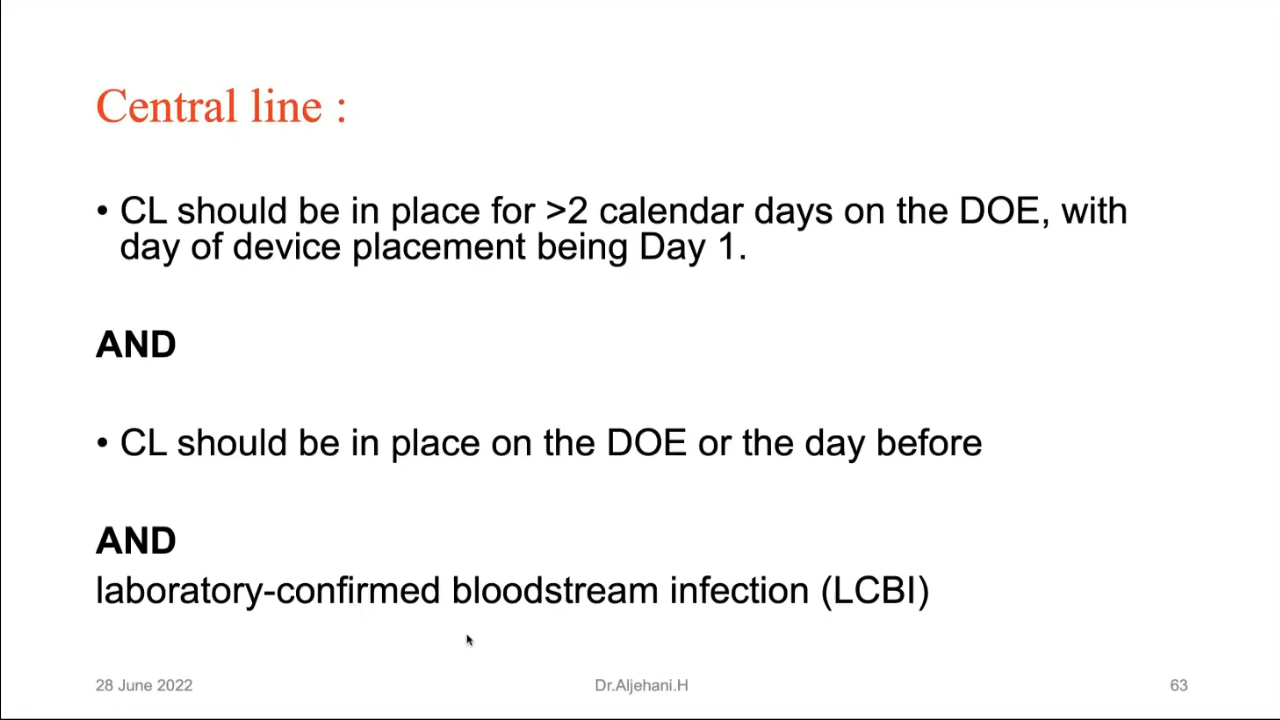 Central line :
• CL should be in place for >2 calendar days on the DOE, with
day of device placement being Day 1.
AND
• CL should be in place on the DOE or the day before
AND
laboratory-confirmed bloodstream infection (LCBI)
28 June 2022
Dr.Aljehani.H
63